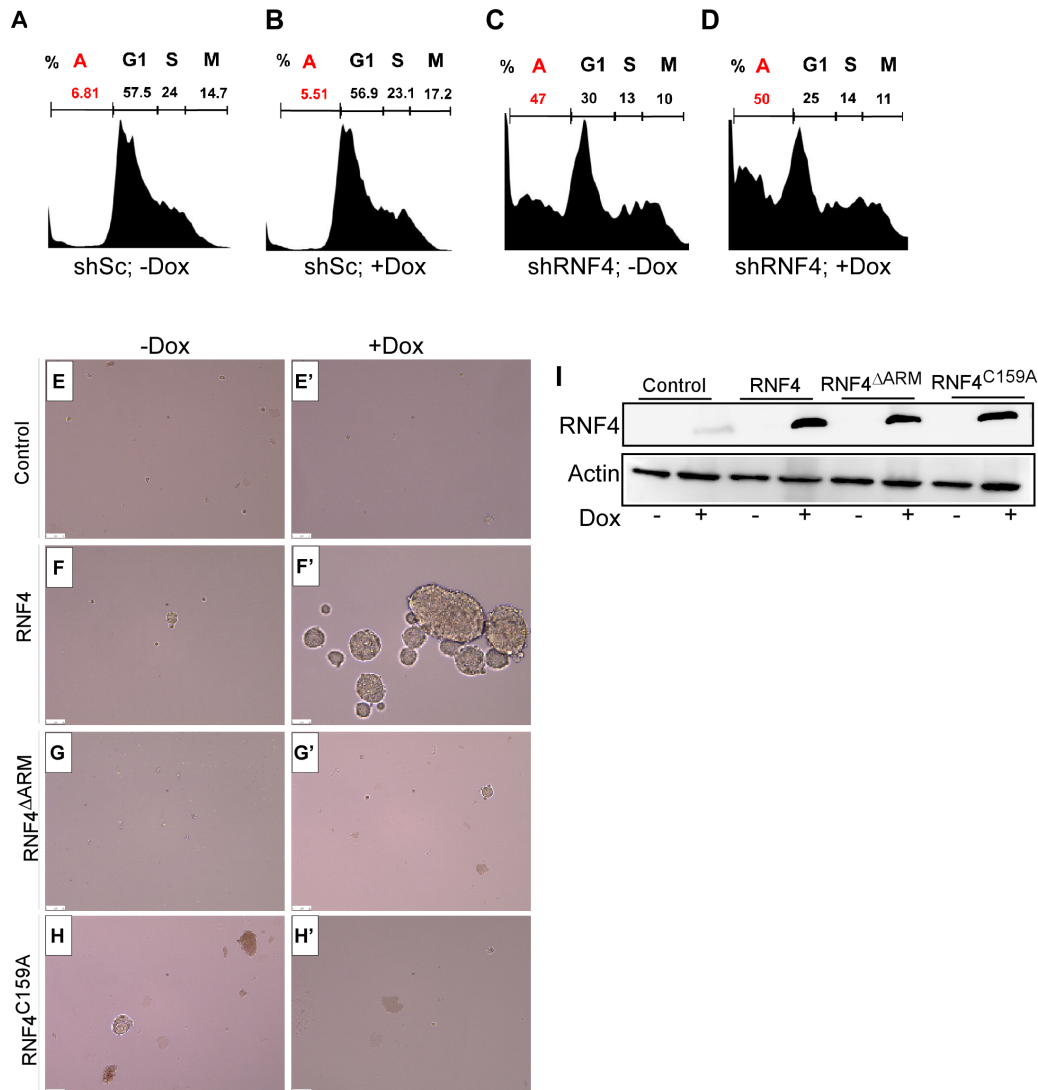 A B C D
% A G1 S M
6.81 57.5 24 14.7
shSc; -Dox
% A G1 S M
5.51 56.9 23.1 17.2
shSc; +Dox
% A G1 S M
47 30 13 10
shRNF4; -Dox
% A G1 S M
50 25 14 11
shRNF4; +Dox
-Dox +Dox
Control
E E'
RNF4
F F'
RNF4ΔARM
G G'
RNF4C159A
H H'
I
Control RNF4 RNF4ΔARM RNF4C159A
RNF4
Actin
Dox - + - + - + - +